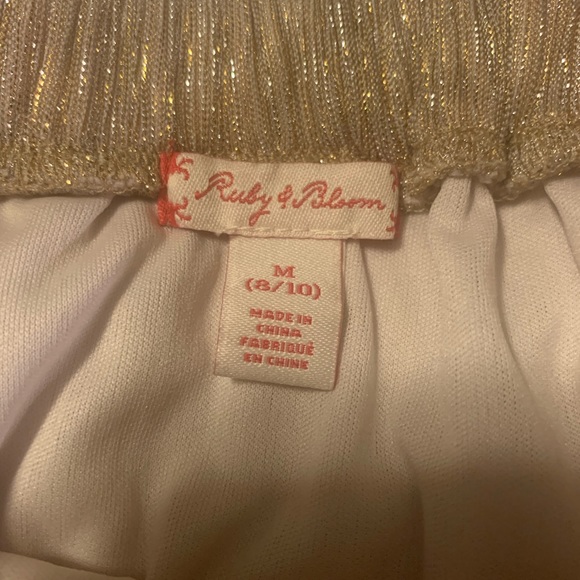 Ruby & Bloom
M
(8/10)
MADE IN
CHINA
FABRIQUÉ
EN CHINE